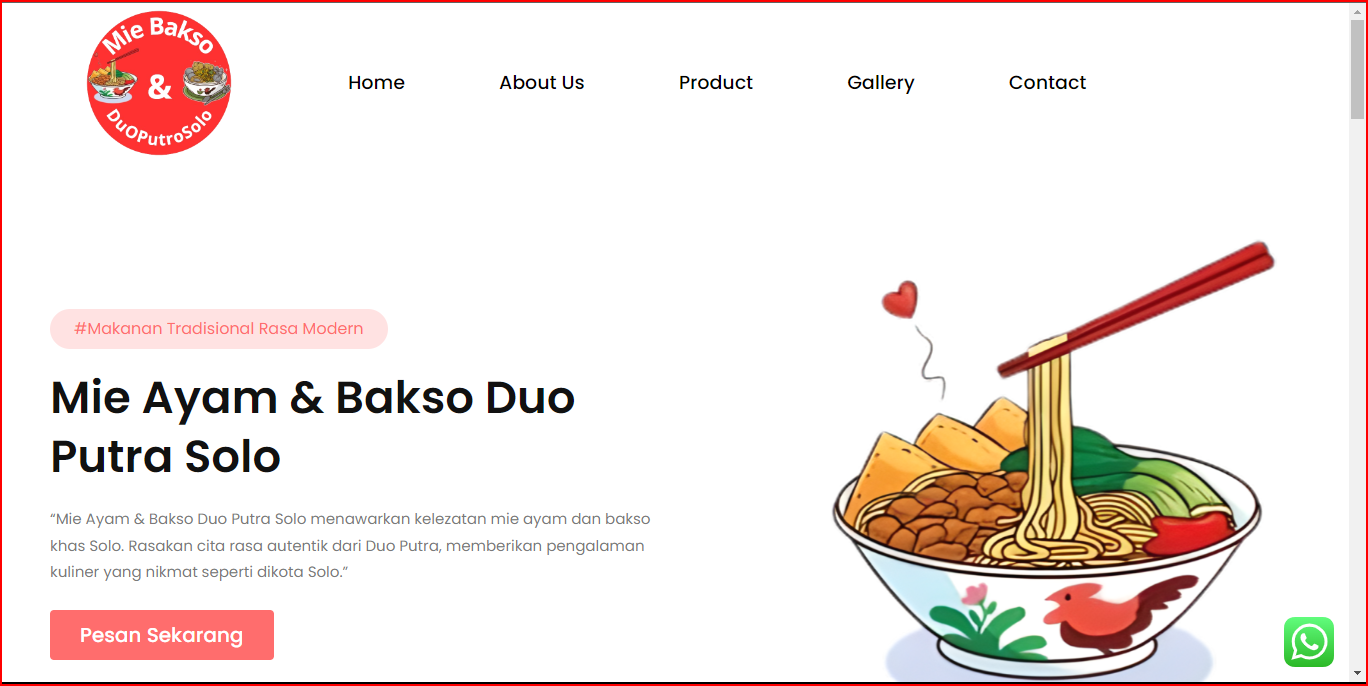 Mie Bakso
&
DuOPutroSolo
Home
About Us
Product
Gallery
Contact
#Makanan Tradisional Rasa Modern
Mie Ayam & Bakso Duo
Putra Solo
“Mie Ayam & Bakso Duo Putra Solo menawarkan kelezatan mie ayam dan bakso
khas Solo. Rasakan cita rasa autentik dari Duo Putra, memberikan pengalaman
kuliner yang nikmat seperti dikota Solo.”
Pesan Sekarang